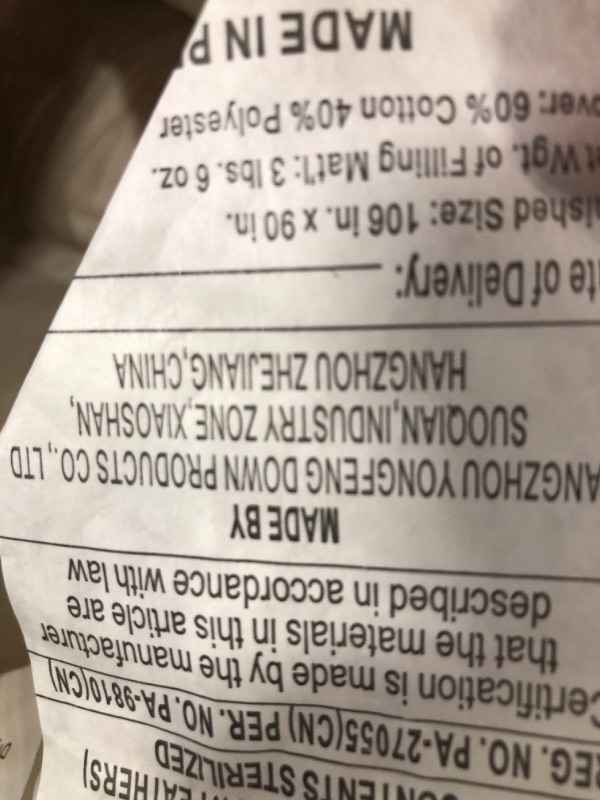 EATHERS)
CONTENTS STERILIZED
REG. NO. PA-27055(CN) PER. NO. PA-9810(CN)
Certification is made by the manufacturer
that the materials in this article are
described in accordance with law
MADE BY
ANGZHOU YONGFENG DOWN PRODUCTS CO., LTD
SUOQIAN,INDUSTRY ZONE,XIAOSHAN,
HANGZHOU ZHEJIANG,CHINA
te of Delivery:
ished Size: 106 in. x 90 in.
t Wgt. of Filling Mat'l: 3 lbs. 6 oz.
over: 60% Cotton 40% Polyester
MADE IN P